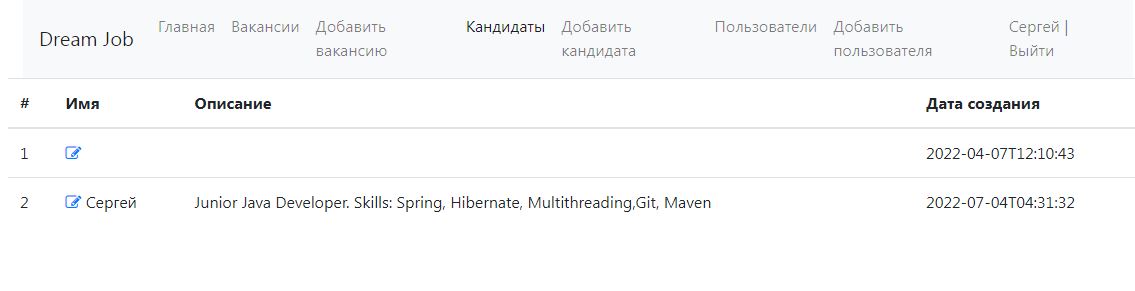 Dream Job Главная Вакансии Добавить вакансию Кандидаты Добавить кандидата Пользователи Добавить пользователя Сергей | Выйти
# Имя Описание Дата создания
1 2022-04-07T12:10:43
2 Сергей Junior Java Developer. Skills: Spring, Hibernate, Multithreading,Git, Maven 2022-07-04T04:31:32